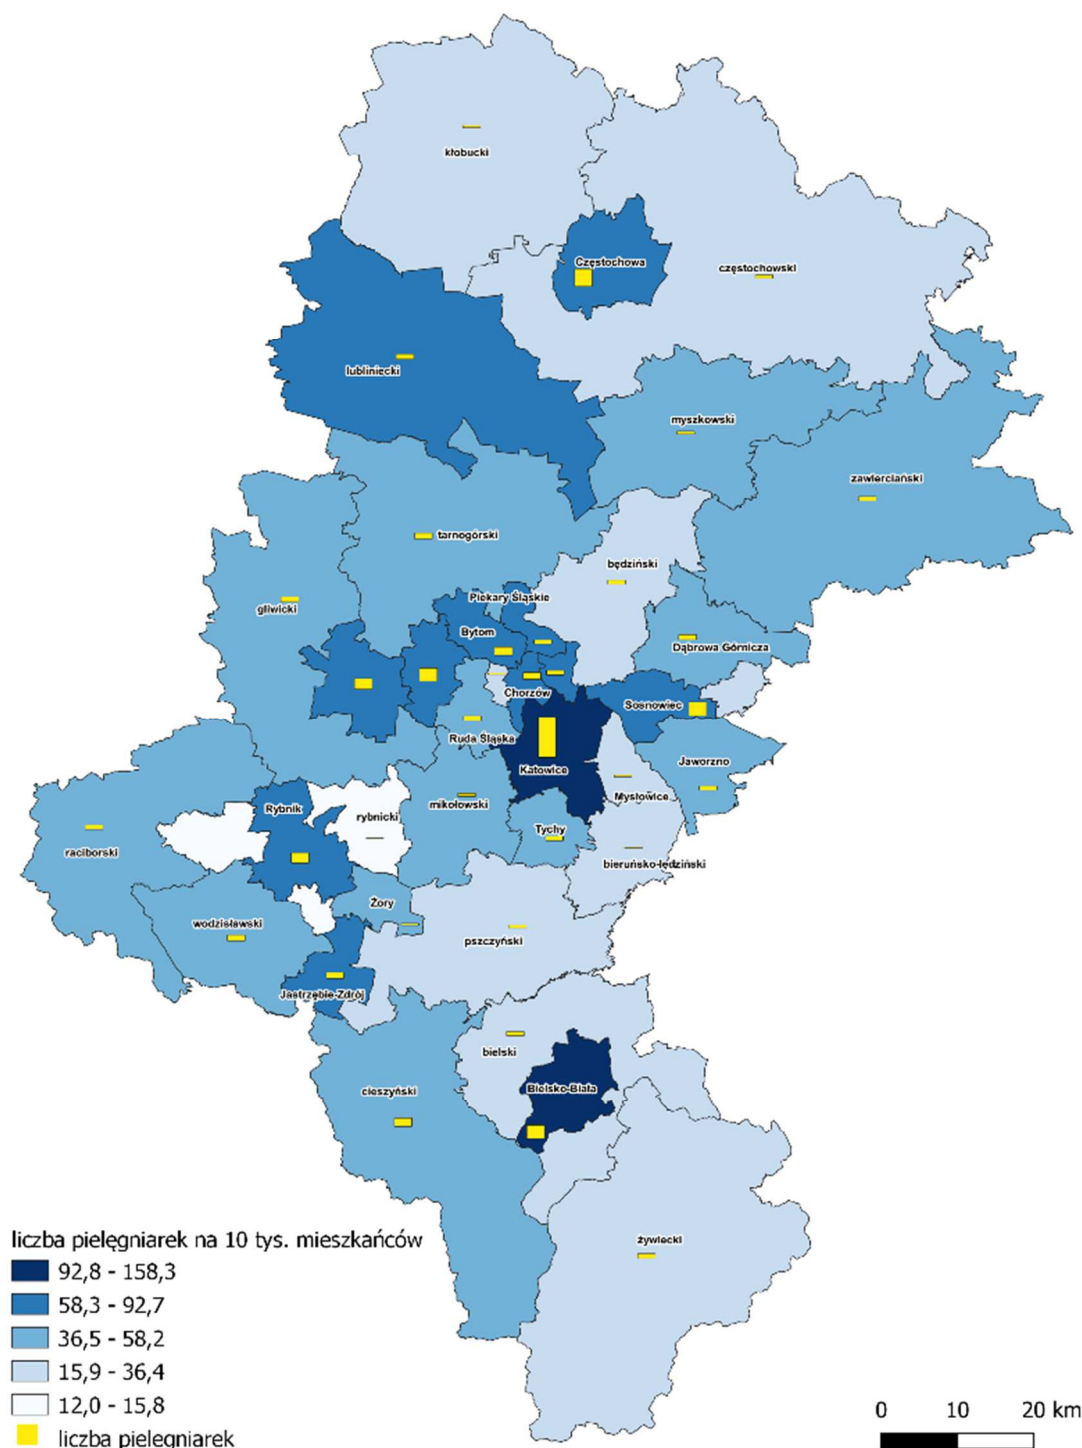 kłobucki
Częstochowa
częstochowski
lubliniecki
myszkowski
zawierciański
tarnogórski
będziński
Piekary Śląskie
gliwicki
Bytom
Dąbrowa Górnicza
Chorzów
Sosnowiec
Ruda Śląska
Katowice
Jaworzno
Mysłowice
mikołowski
Rybnik
rybnicki
Tychy
raciborski
bieruńsko-lędziński
Żory
wodzisławski
pszczyński
Jastrzębie-Zdrój
bielski
Bielsko-Biała
cieszyński
żywiecki
liczba pielęgniarek na 10 tys. mieszkańców
92,8 - 158,3
58,3 - 92,7
36,5 - 58,2
15,9 - 36,4
12,0 - 15,8
liczba pielęgniarek
0 10 20 km